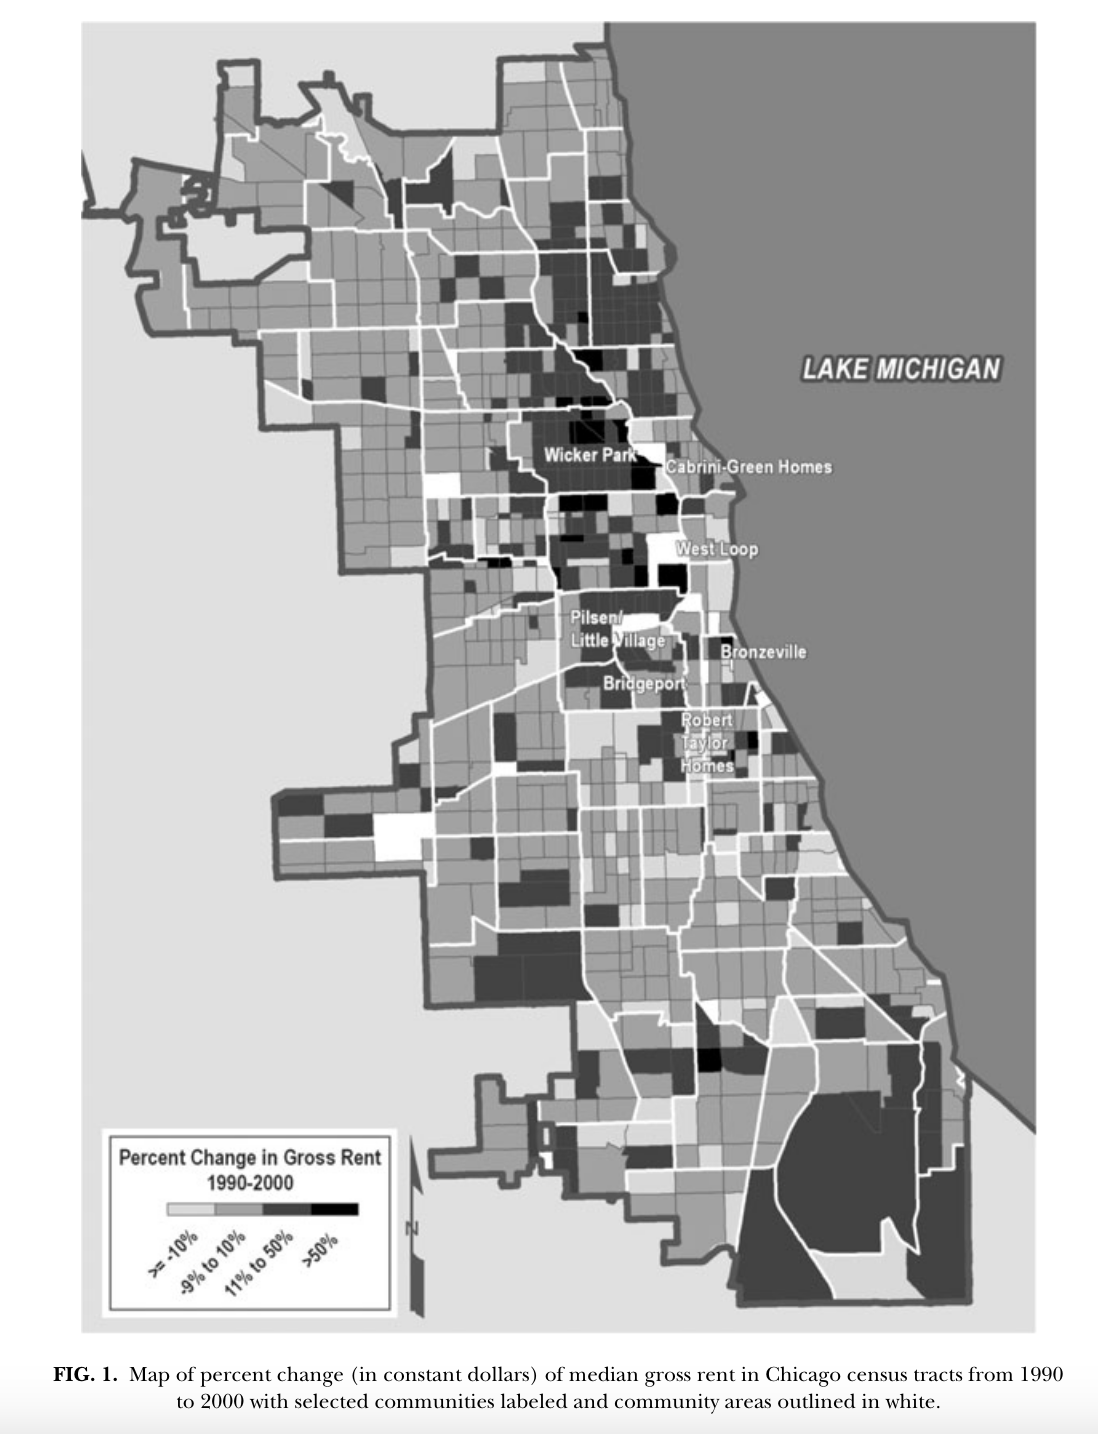 LAKE MICHIGAN
Wicker Park
Cabrini-Green Homes
West Loop
Pilsen/
Little Village
Bronzeville
Bridgeport
Robert
Taylor
Homes
Percent Change in Gross Rent
1990-2000
>= -10%
-9% to 10%
11% to 50%
>50%
N
FIG. 1. Map of percent change (in constant dollars) of median gross rent in Chicago census tracts from 1990
to 2000 with selected communities labeled and community areas outlined in white.